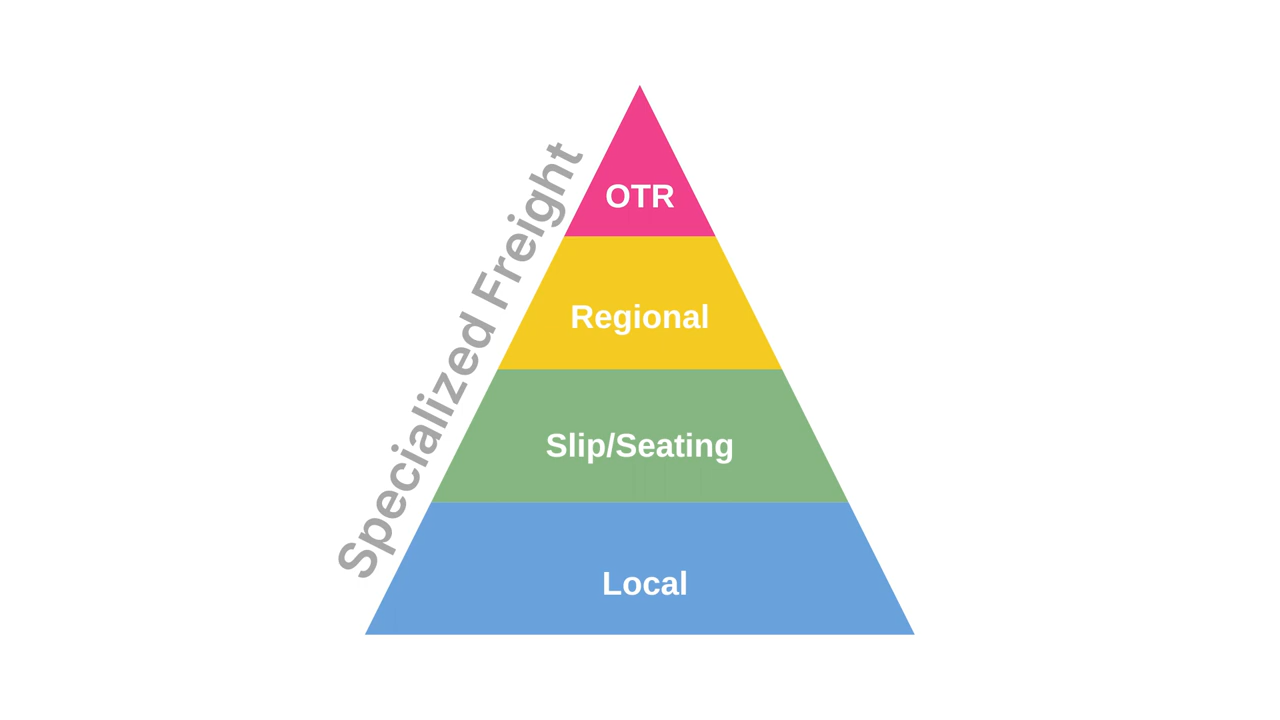 Specialized Freight
OTR
Regional
Slip/Seating
Local